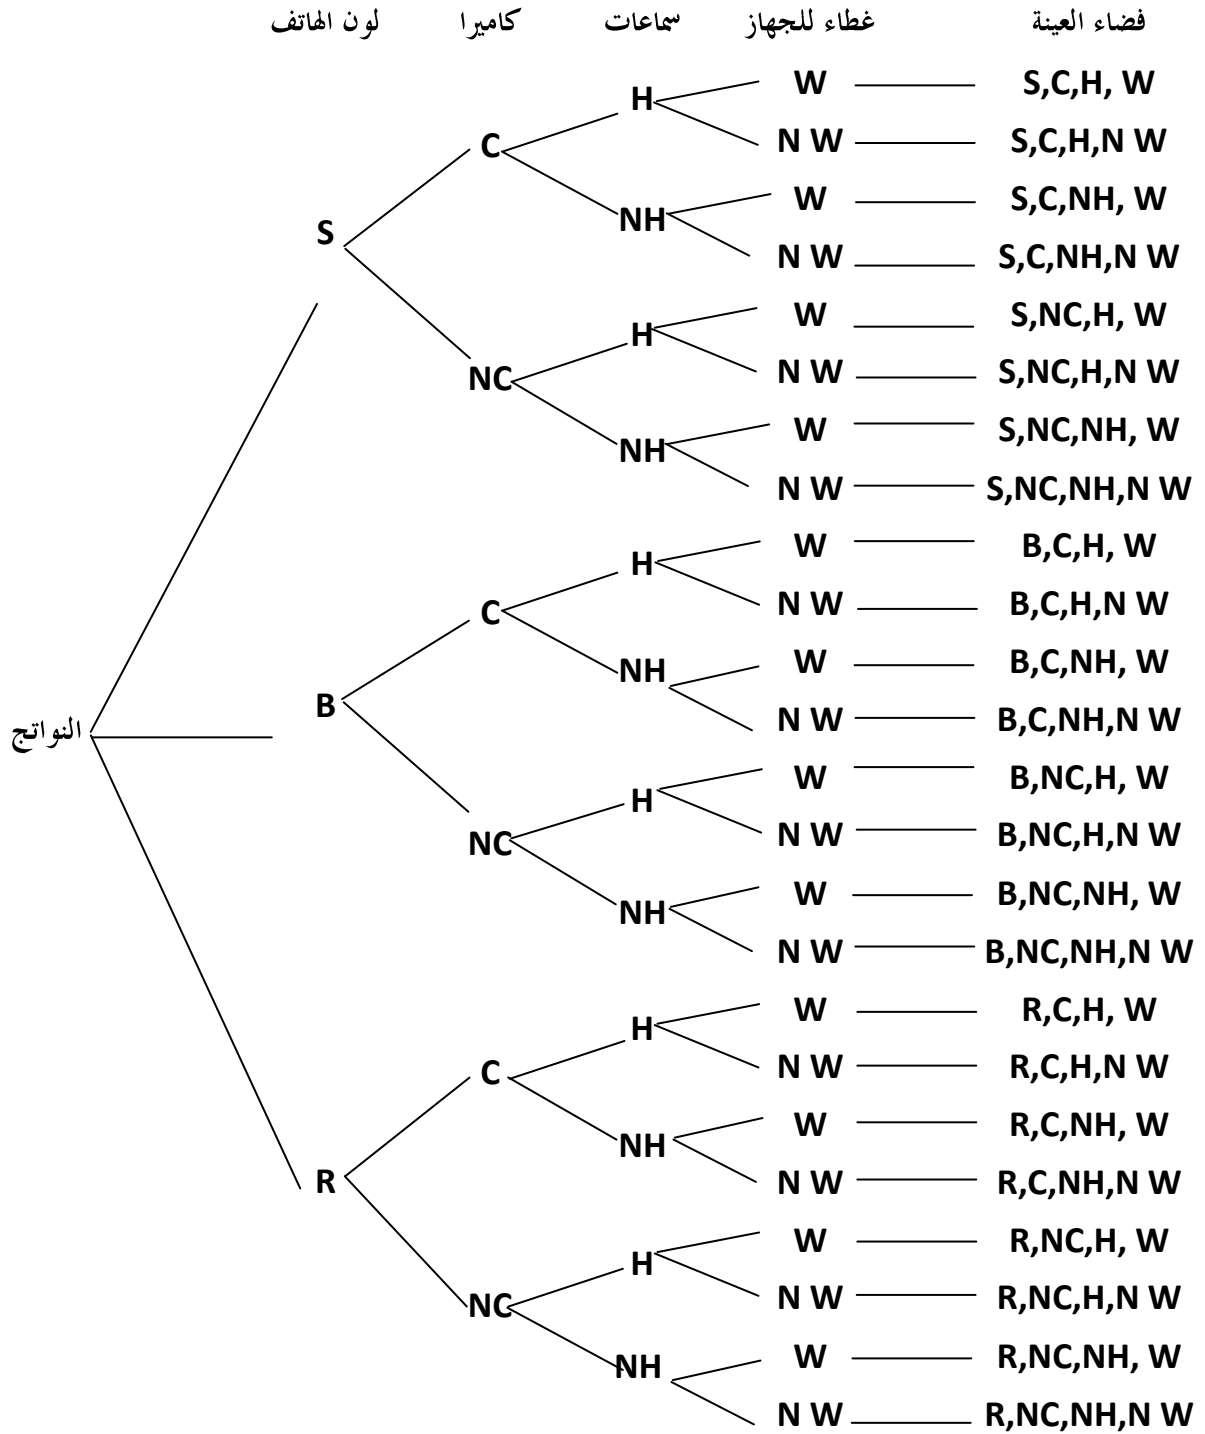 لون الهاتف كاميرا سماعات غطاء للجهاز فضاء العينة
W S,C,H, W
H
N W S,C,H,N W
C
W S,C,NH, W
NH
S
N W S,C,NH,N W
W S,NC,H, W
H
N W S,NC,H,N W
NC
W S,NC,NH, W
NH
N W S,NC,NH,N W
W B,C,H, W
H
N W B,C,H,N W
C
W B,C,NH, W
NH
B
N W B,C,NH,N W
النواتج
W B,NC,H, W
H
N W B,NC,H,N W
NC
W B,NC,NH, W
NH
N W B,NC,NH,N W
W R,C,H, W
H
N W R,C,H,N W
C
W R,C,NH, W
NH
R
N W R,C,NH,N W
W R,NC,H, W
H
N W R,NC,H,N W
NC
W R,NC,NH, W
NH
N W R,NC,NH,N W